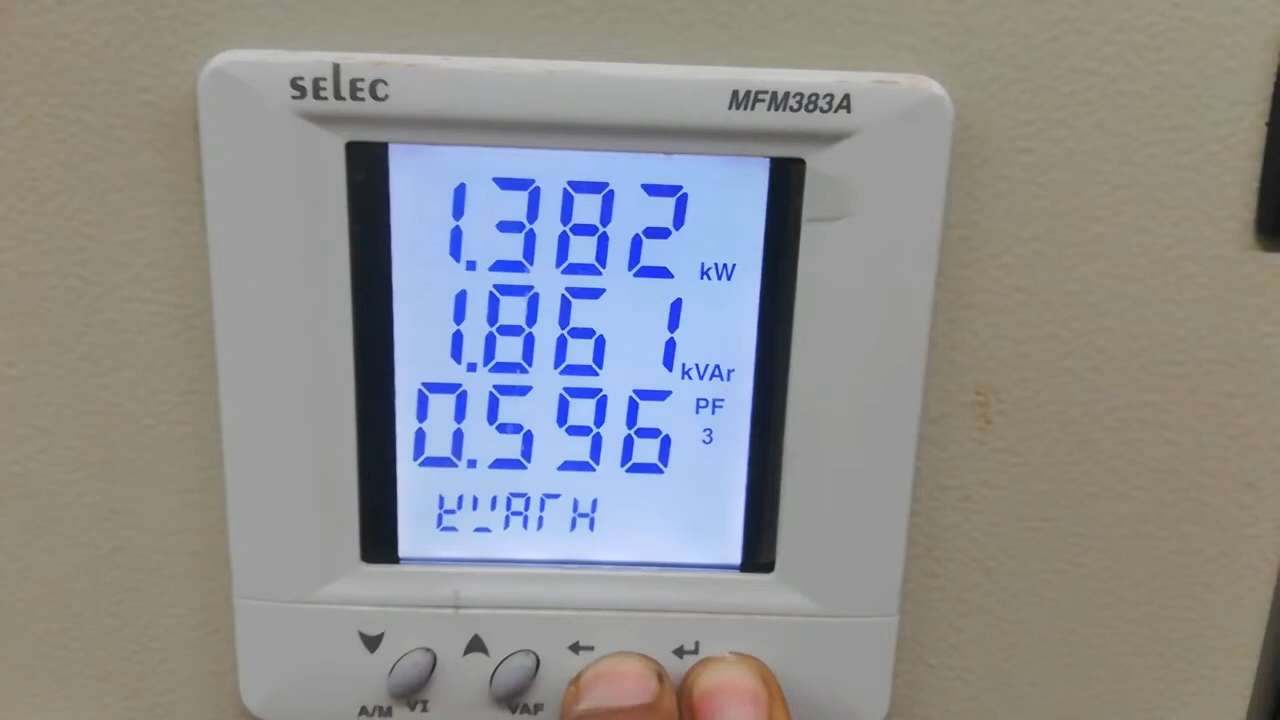 SELEC MFM383A
1.382 kW
1.861 kVAr
0.596 PF 3
kVArH
A/M VI VAF